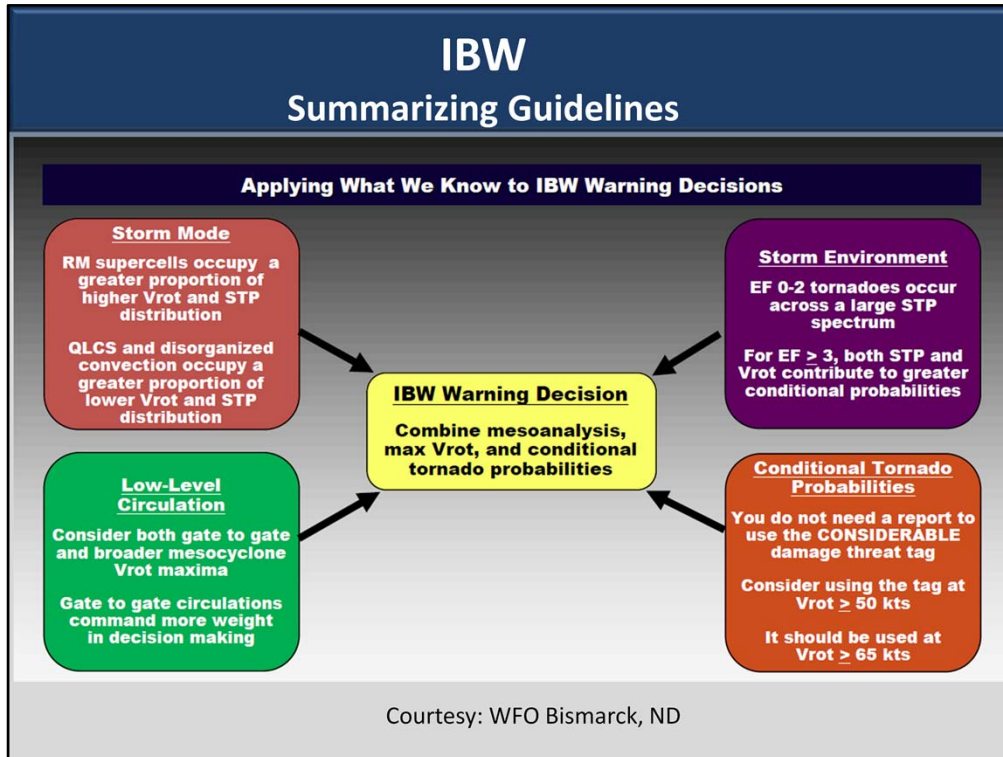 IBW
Summarizing Guidelines
Applying What We Know to IBW Warning Decisions
Storm Mode
RM supercells occupy a
greater proportion of
higher Vrot and STP
distribution
QLCS and disorganized
convection occupy a
greater proportion of
lower Vrot and STP
distribution
Storm Environment
EF 0-2 tornadoes occur
across a large STP
spectrum
For EF ≥ 3, both STP and
Vrot contribute to greater
conditional probabilities
IBW Warning Decision
Combine mesoanalysis,
max Vrot, and conditional
tornado probabilities
Low-Level
Circulation
Consider both gate to gate
and broader mesocyclone
Vrot maxima
Gate to gate circulations
command more weight
in decision making
Conditional Tornado
Probabilities
You do not need a report to
use the CONSIDERABLE
damage threat tag
Consider using the tag at
Vrot ≥ 50 kts
It should be used at
Vrot ≥ 65 kts
Courtesy: WFO Bismarck, ND